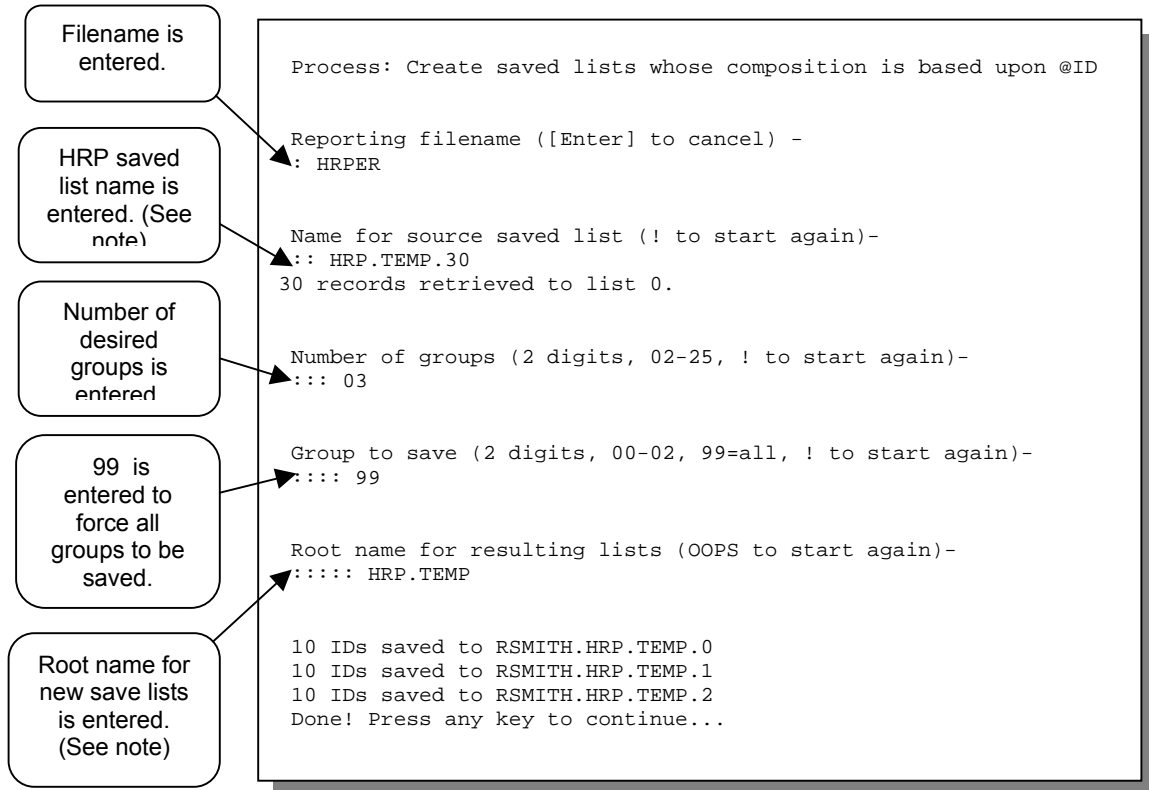 Filename is
entered.
HRP saved
list name is
entered. (See
note)
Number of
desired
groups is
entered
99 is
entered to
force all
groups to be
saved.
Root name for
new save lists
is entered.
(See note)
Process: Create saved lists whose composition is based upon @ID
Reporting filename ([Enter] to cancel) -
: HRPER
Name for source saved list (! to start again)-
:: HRP.TEMP.30
30 records retrieved to list 0.
Number of groups (2 digits, 02-25, ! to start again)-
::: 03
Group to save (2 digits, 00-02, 99=all, ! to start again)-
:::: 99
Root name for resulting lists (OOPS to start again)-
::::: HRP.TEMP
10 IDs saved to RSMITH.HRP.TEMP.0
10 IDs saved to RSMITH.HRP.TEMP.1
10 IDs saved to RSMITH.HRP.TEMP.2
Done! Press any key to continue...